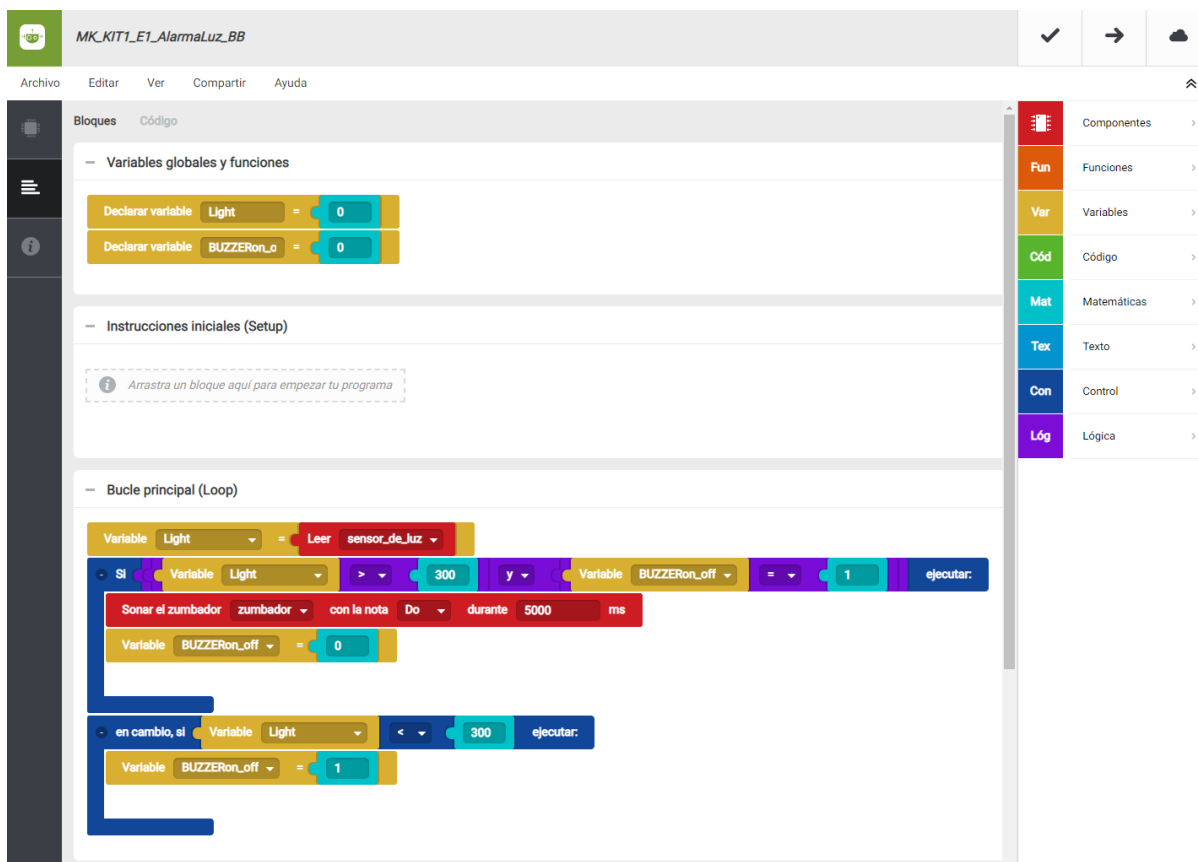 MK_KIT1_E1_AlarmaLuz_BB
Archivo Editar Ver Compartir Ayuda
Bloques Código
Variables globales y funciones
Declarar variable Light = 0
Declarar variable BUZZERon_o = 0
Instrucciones iniciales (Setup)
Arrastra un bloque aquí para empezar tu programa
Bucle principal (Loop)
Variable Light = Leer sensor_de_luz
Si Variable Light > 300 y Variable BUZZERon_off = 1 ejecutar:
Sonar el zumbador zumbador con la nota Do durante 5000 ms
Variable BUZZERon_off = 0
en cambio, si Variable Light < 300 ejecutar:
Variable BUZZERon_off = 1
Componentes
Fun Funciones
Var Variables
Cód Código
Mat Matemáticas
Tex Texto
Con Control
Lóg Lógica